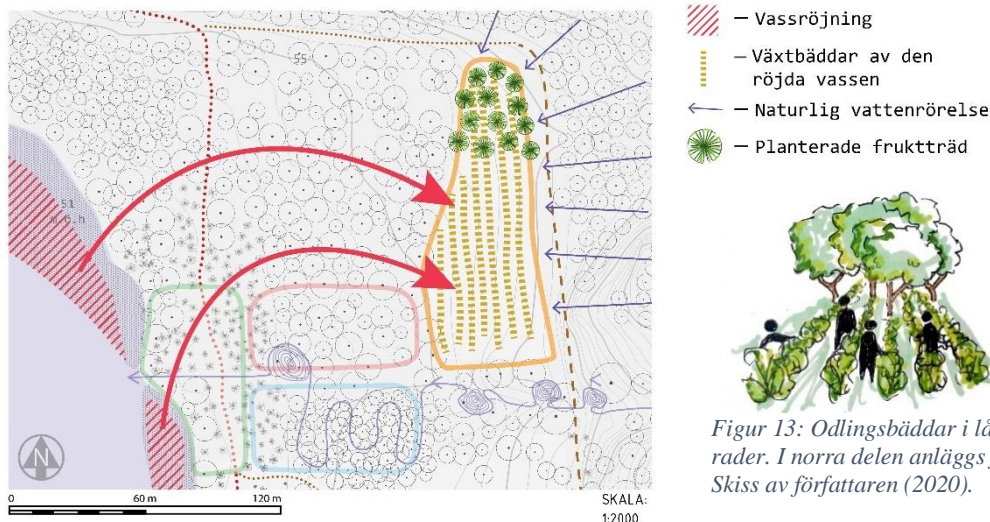 — Vassröjning
— Växtbäddar av den
röjda vassen
— Naturlig vattenrörelse
— Planterade fruktträd
55
51
m ö.h
N
0 60 m 120 m
SKALA:
1:2000
Figur 13: Odlingsbäddar i
rader. I norra delen anläggs
Skiss av författaren (2020).